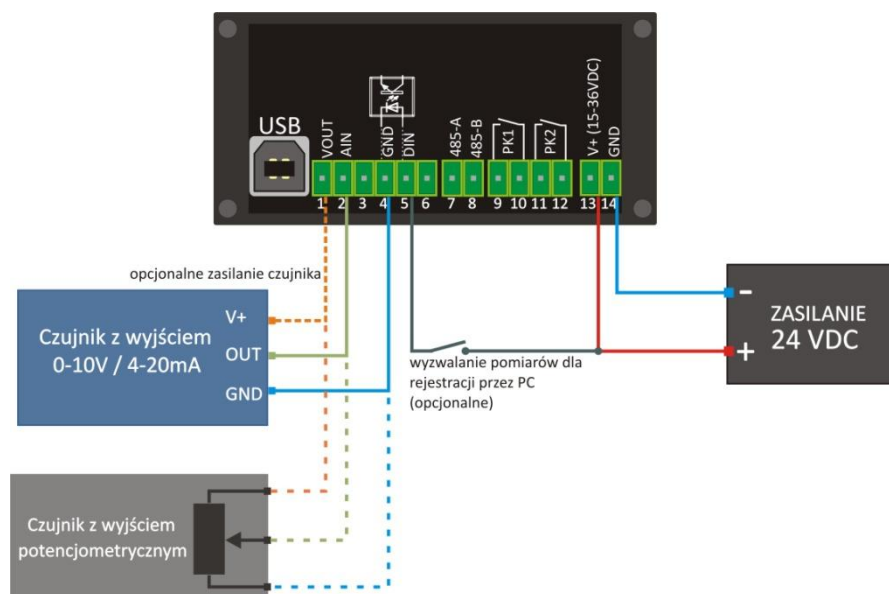 USB
VOUT
AIN
GND
DIN
485-A
485-B
PK1
PK2
V+ (15-36VDC)
GND
1 2 3 4 5 6 7 8 9 10 11 12 13 14
opcjonalne zasilanie czujnika
Czujnik z wyjściem
0-10V / 4-20mA
V+
OUT
GND
wyzwalanie pomiarów dla
rejestracji przez PC
(opcjonalne)
−
+
ZASILANIE
24 VDC
Czujnik z wyjściem
potencjometrycznym